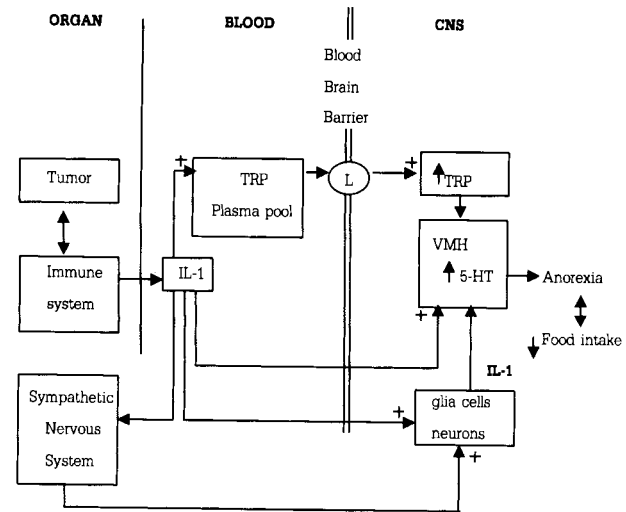 ORGAN
BLOOD
CNS
Blood
Brain
Barrier
Tumor
+
TRP
Plasma pool
L
+
TRP
Immune
system
IL-1
VMH
5-HT
+
Anorexia
Food intake
IL-1
Sympathetic
Nervous
System
+
glia cells
neurons
+